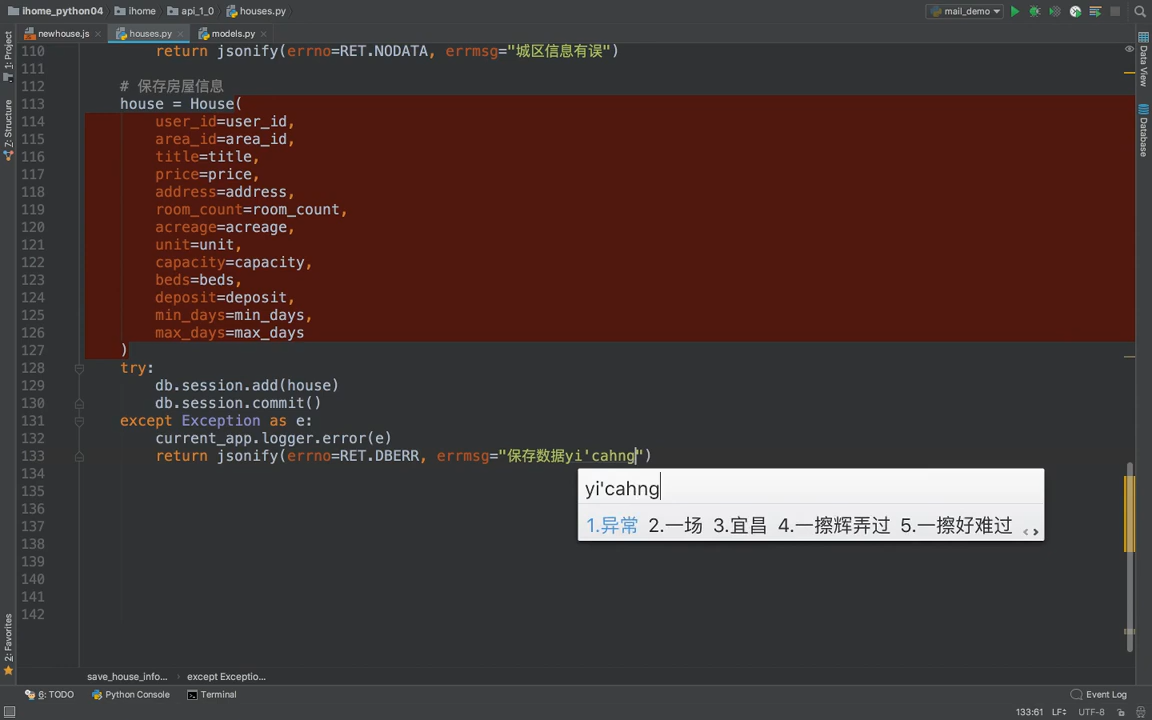 ihome_python04 ihome api_1_0 houses.py mail_demo
newhouse.js houses.py models.py
110 return jsonify(errno=RET.NODATA, errmsg="城区信息有误")
111
112 # 保存房屋信息
113 house = House(
114 user_id=user_id,
115 area_id=area_id,
116 title=title,
117 price=price,
118 address=address,
119 room_count=room_count,
120 acreage=acreage,
121 unit=unit,
122 capacity=capacity,
123 beds=beds,
124 deposit=deposit,
125 min_days=min_days,
126 max_days=max_days
127 )
128 try:
129 db.session.add(house)
130 db.session.commit()
131 except Exception as e:
132 current_app.logger.error(e)
133 return jsonify(errno=RET.DBERR, errmsg="保存数据yi'cahng")
134
135
136
137
138
139
140
141
142
yi'cahng
1.异常 2.一场 3.宜昌 4.一擦辉弄过 5.一擦好难过
1: Project
Z: Structure
2: Favorites
Data View
Database
save_house_info... › except Exceptio...
6: TODO Python Console Terminal Event Log
133:61 LF÷ UTF-8